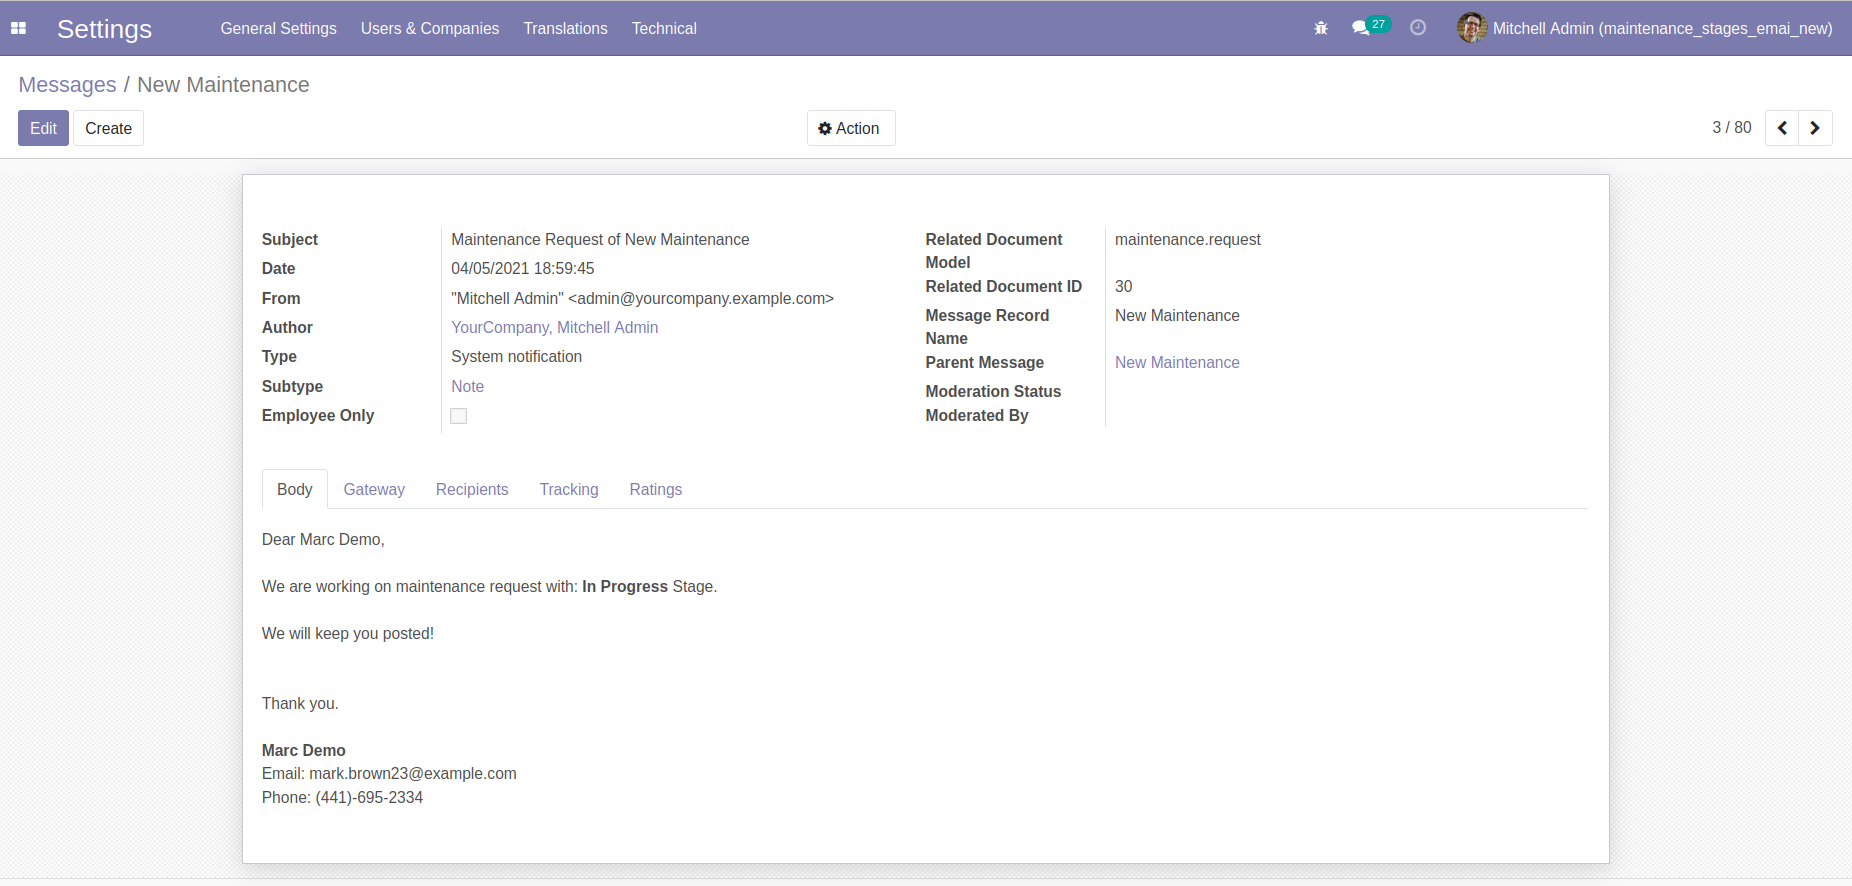 Settings General Settings Users & Companies Translations Technical 27 Mitchell Admin (maintenance_stages_emai_new)
Messages / New Maintenance
Edit Create Action 3 / 80
Subject Maintenance Request of New Maintenance
Date 04/05/2021 18:59:45
From "Mitchell Admin" <admin@yourcompany.example.com>
Author YourCompany, Mitchell Admin
Type System notification
Subtype Note
Employee Only
Related Document Model maintenance.request
Related Document ID 30
Message Record Name New Maintenance
Parent Message New Maintenance
Moderation Status
Moderated By
Body Gateway Recipients Tracking Ratings
Dear Marc Demo,
We are working on maintenance request with: In Progress Stage.
We will keep you posted!
Thank you.
Marc Demo
Email: mark.brown23@example.com
Phone: (441)-695-2334